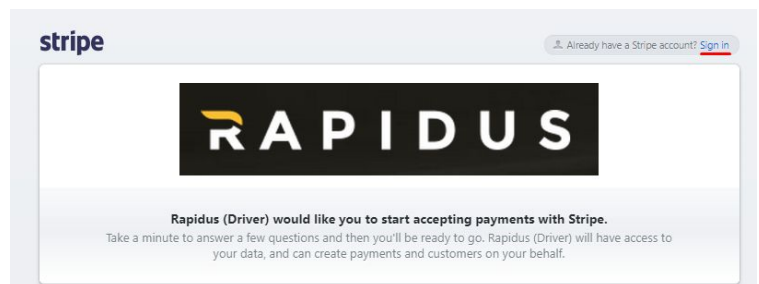 stripe
Already have a Stripe account? Sign in
RAPIDUS
Rapidus (Driver) would like you to start accepting payments with Stripe.
Take a minute to answer a few questions and then you'll be ready to go. Rapidus (Driver) will have access to
your data, and can create payments and customers on your behalf.